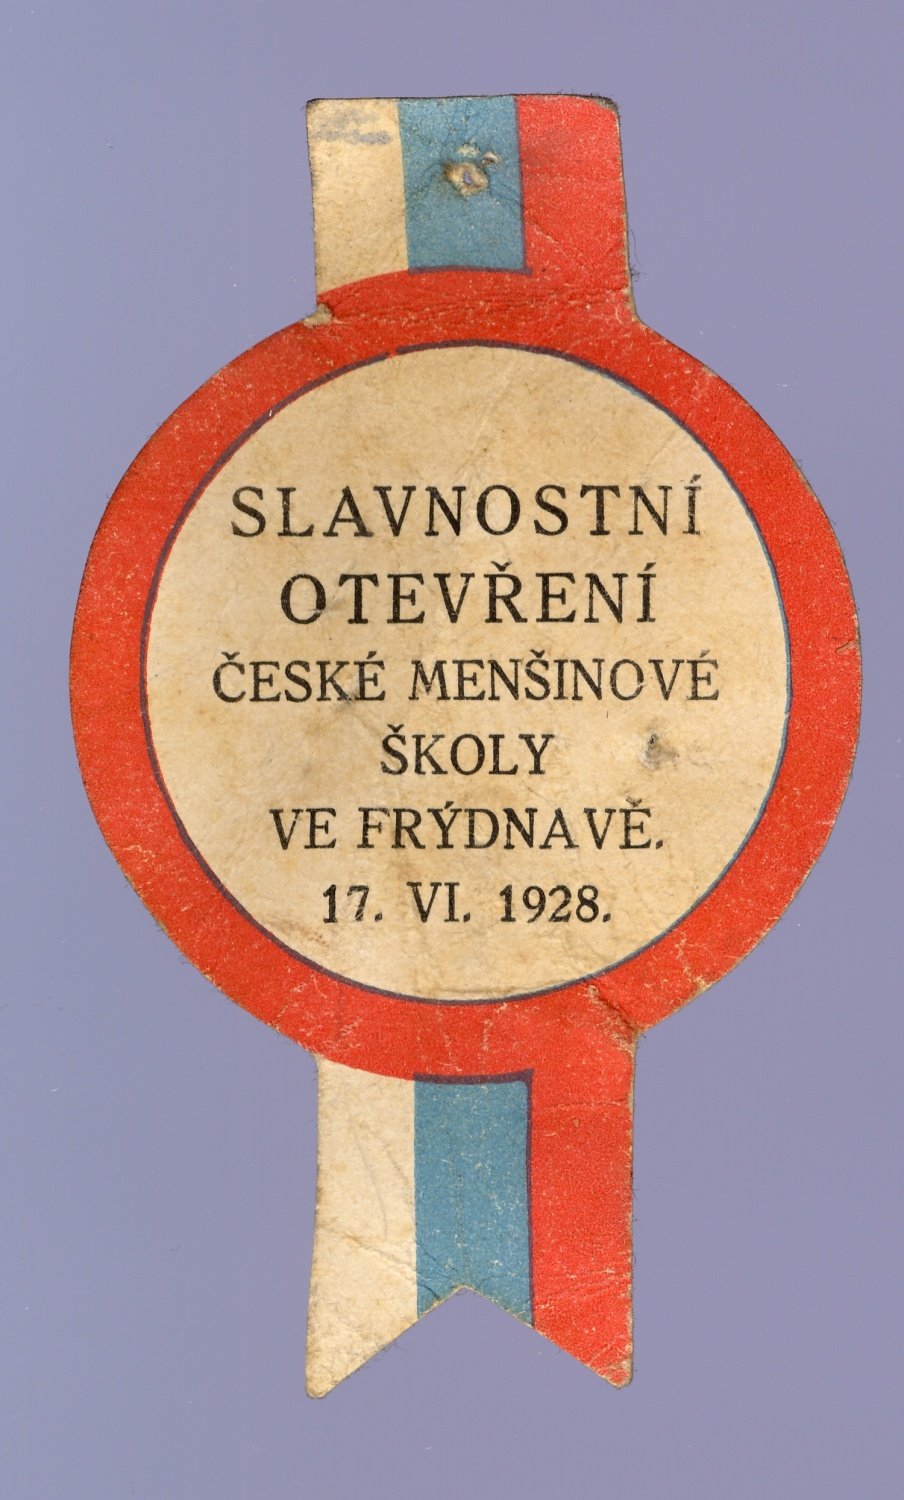 SLAVNOSTNÍ
OTEVŘENÍ
ČESKÉ MENŠINOVÉ
ŠKOLY
VE FRÝDNAVĚ.
17. VI. 1928.